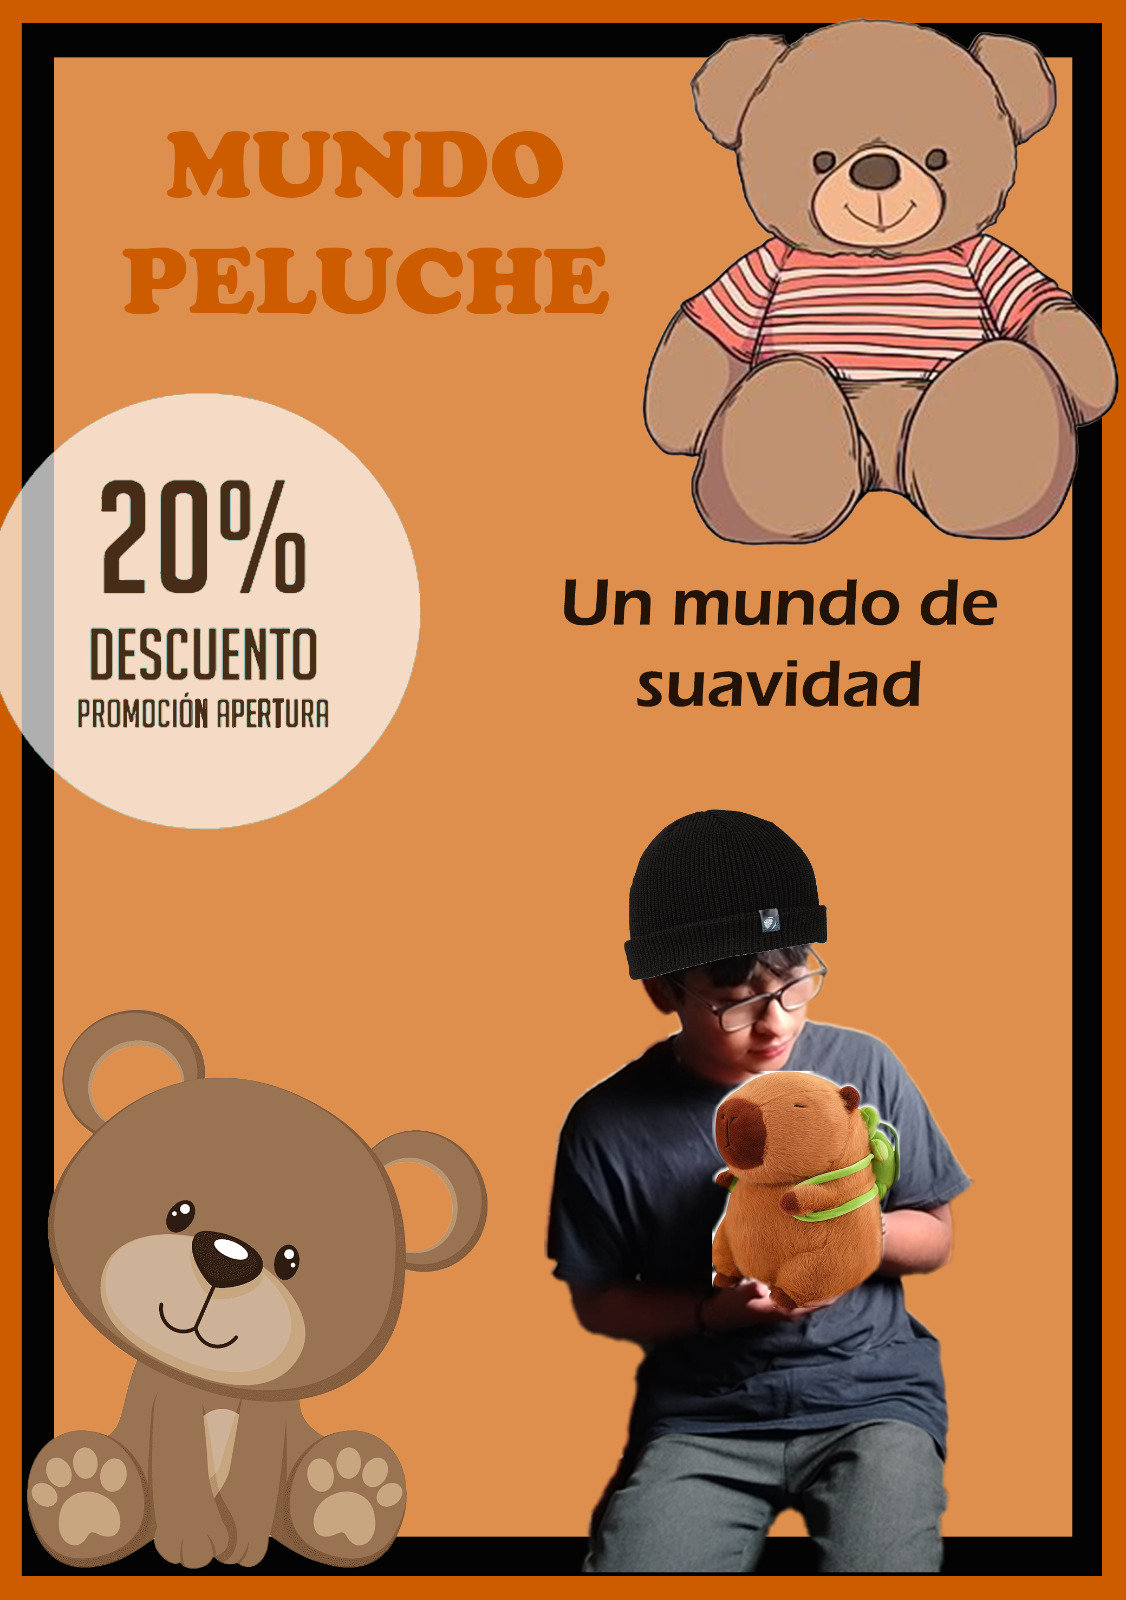 MUNDO
PELUCHE
20%
DESCUENTO
PROMOCIÓN APERTURA
Un mundo de
suavidad